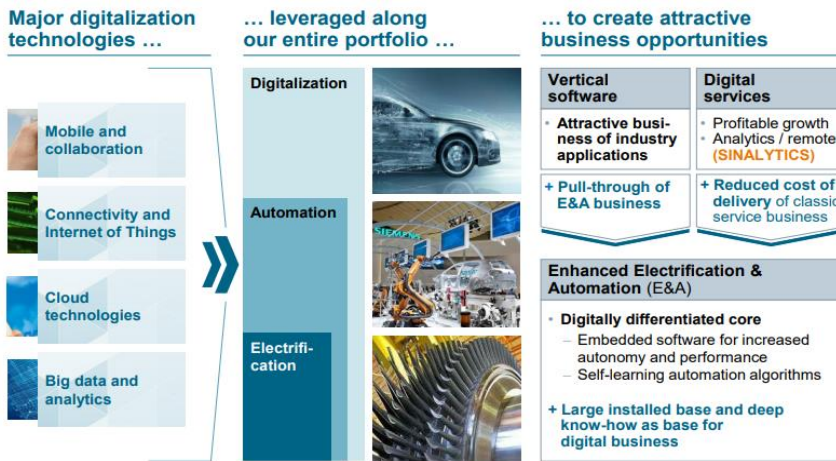 Major digitalization
technologies …
Mobile and
collaboration
Connectivity and
Internet of Things
Cloud
technologies
Big data and
analytics
… leveraged along
our entire portfolio …
Digitalization
Automation
SIEMENS
Electrifi-
cation
… to create attractive
business opportunities
Vertical
software
• Attractive busi-
ness of industry
applications
+ Pull-through of
E&A business
Digital
services
• Profitable growth
• Analytics / remote
(SINALYTICS)
+ Reduced cost of
delivery of classic
service business
Enhanced Electrification &
Automation (E&A)
• Digitally differentiated core
– Embedded software for increased
autonomy and performance
– Self-learning automation algorithms
+ Large installed base and deep
know-how as base for
digital business